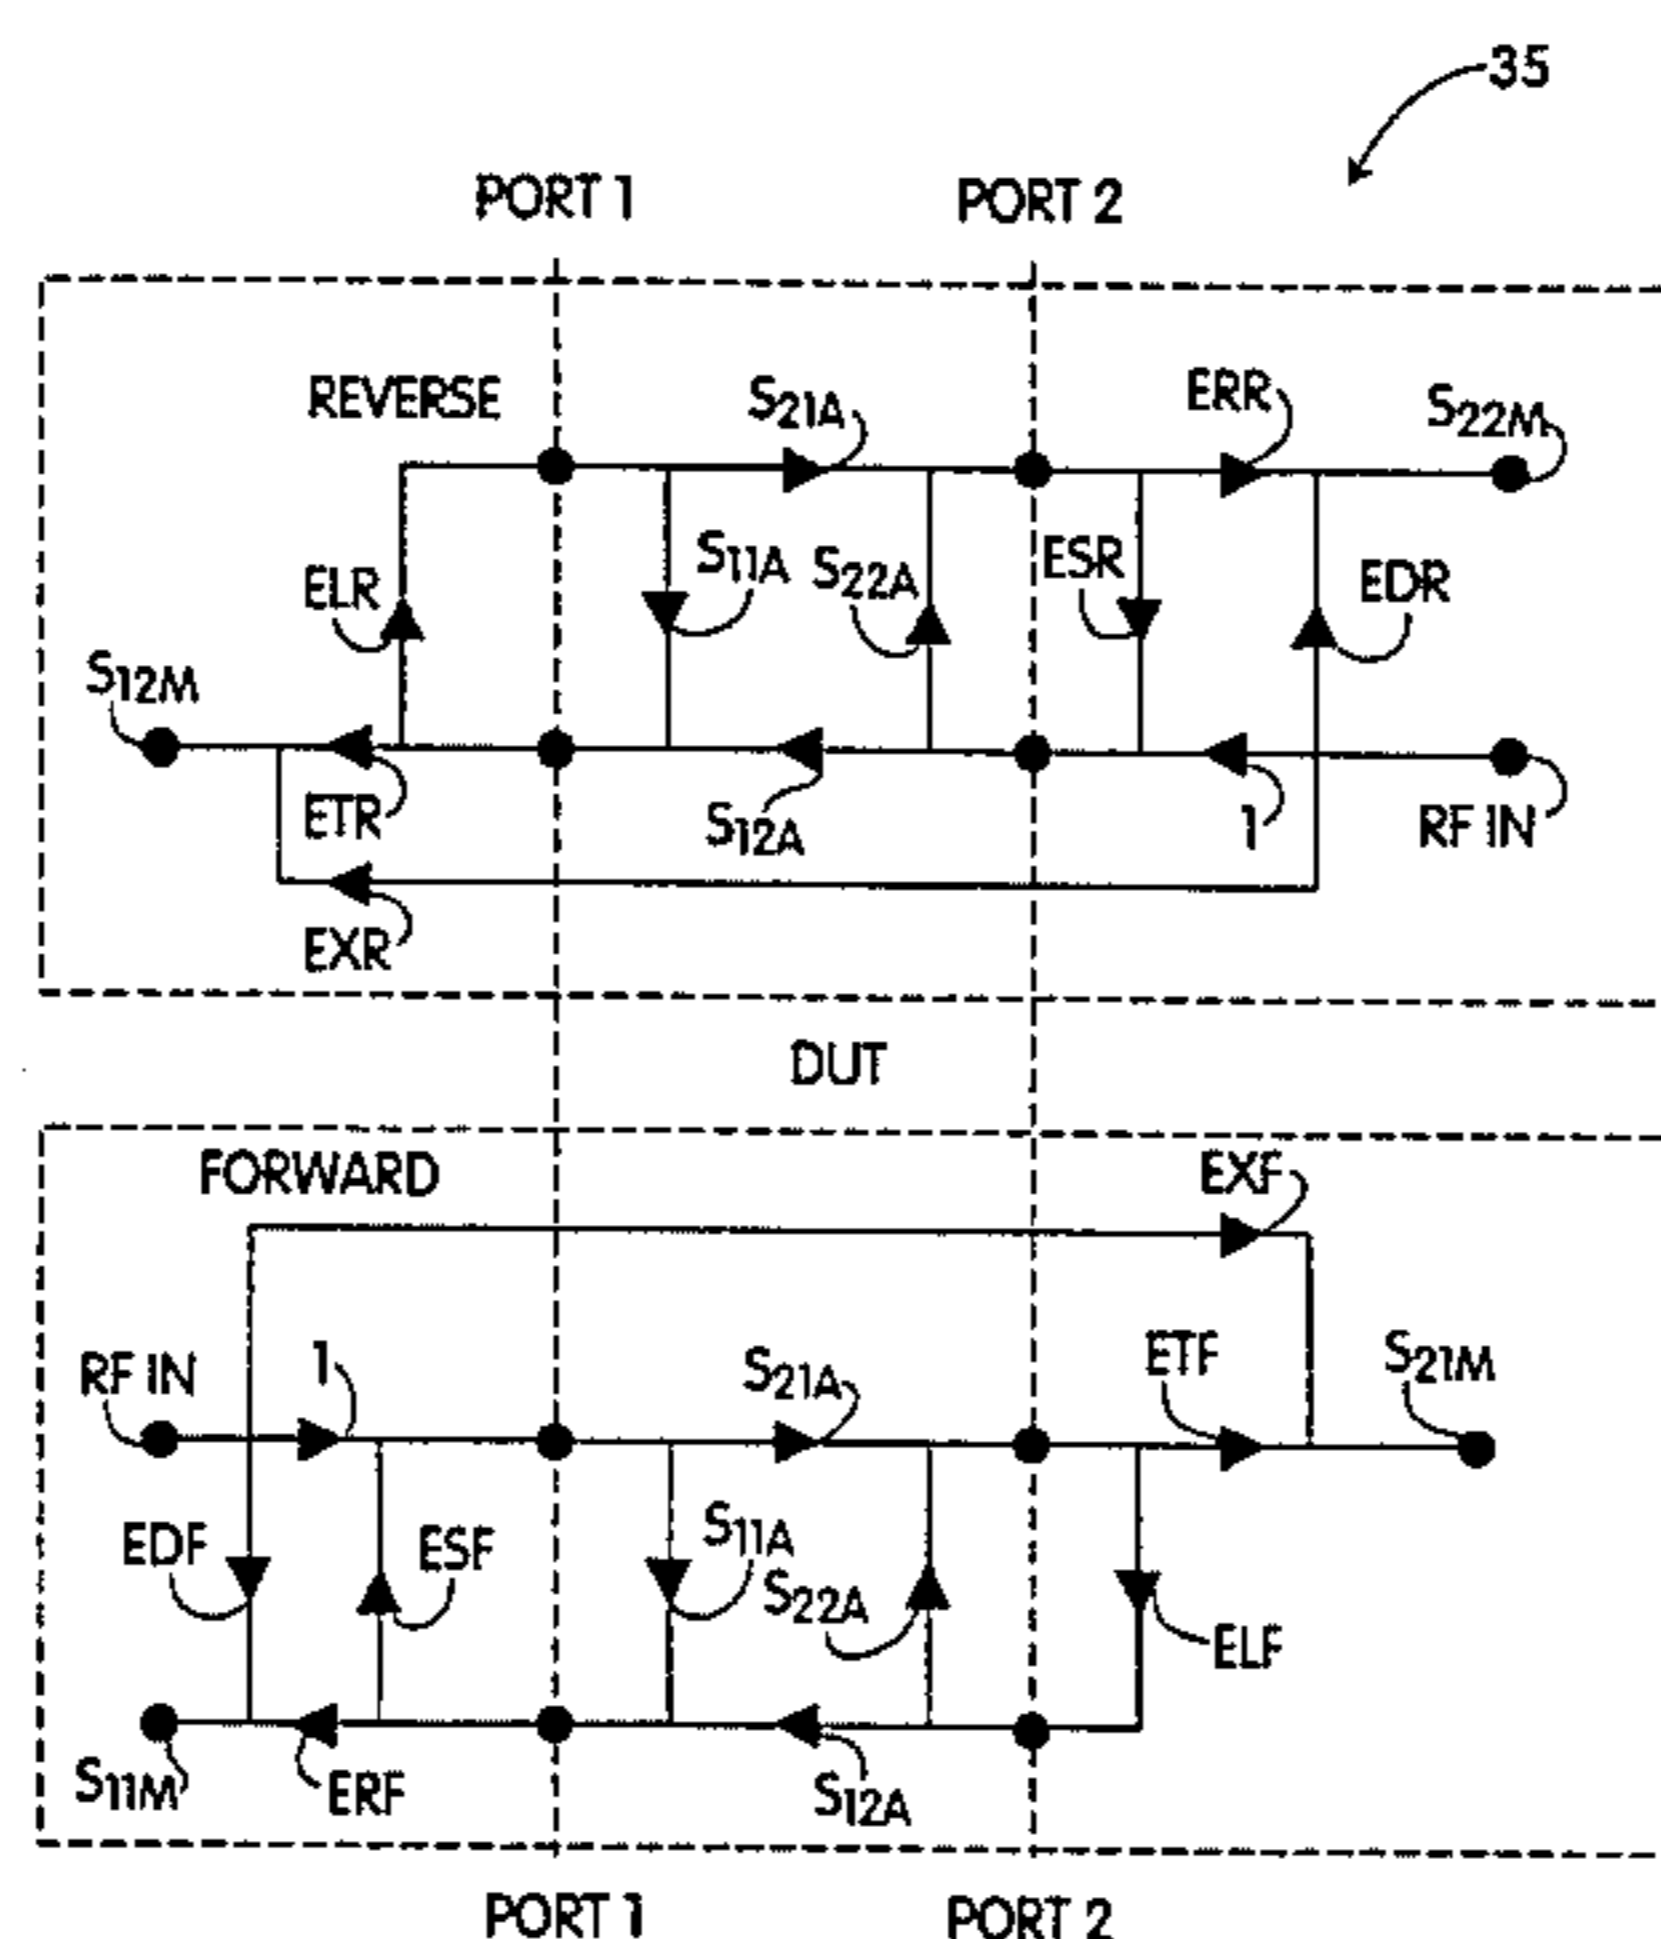 35
PORT 1
PORT 2
REVERSE
S21A
ERR
S22M
ELR
S11A
S22A
ESR
EDR
S12M
ETR
S12A
1
RF IN
EXR
DUT
FORWARD
EXF
RF IN
1
S21A
ETF
S21M
EDF
ESF
S11A
S22A
ELF
S11M
ERF
S12A
PORT 1
PORT 2